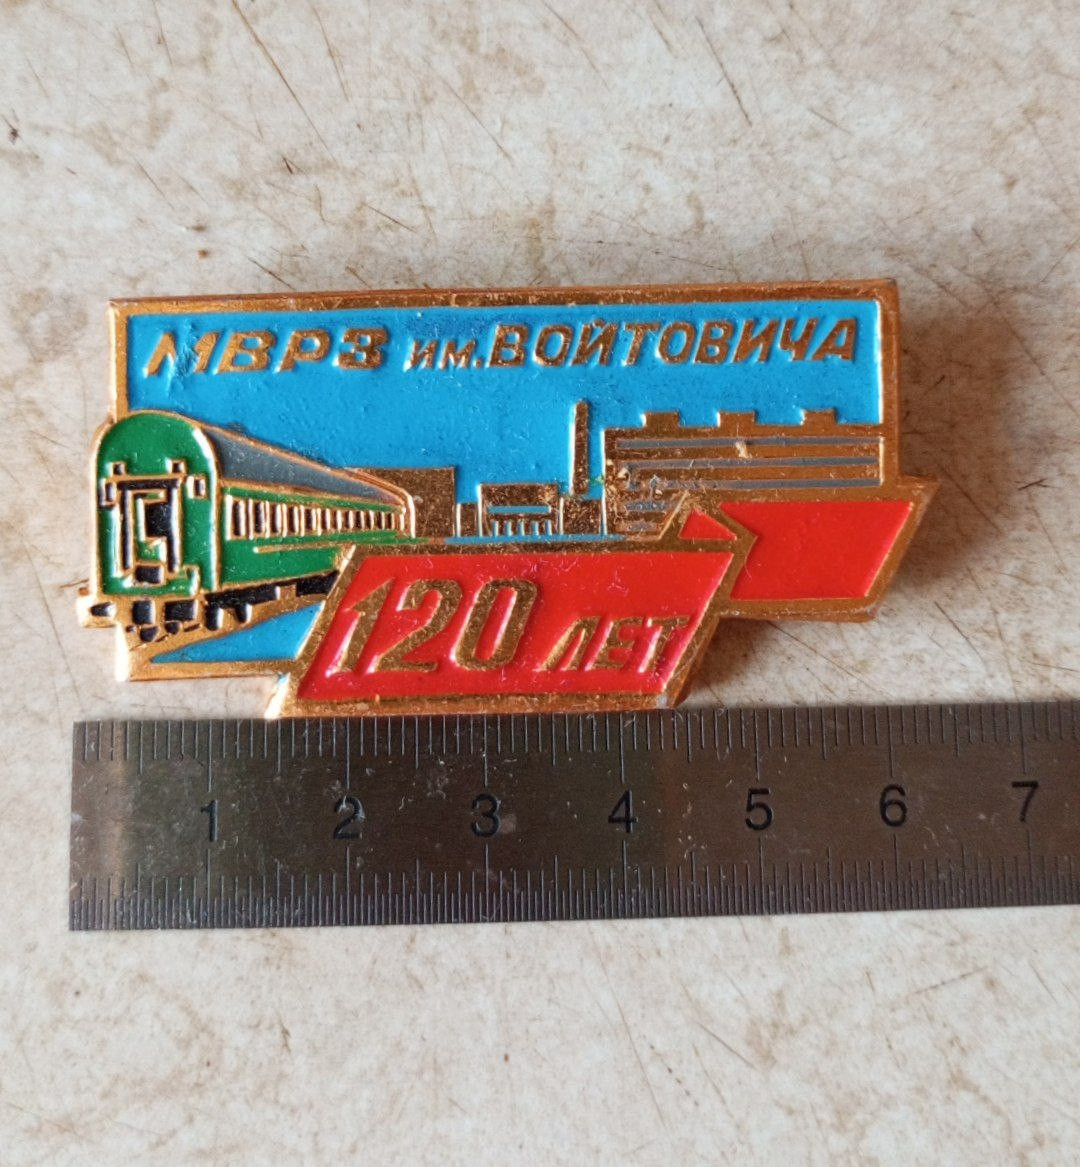 МВРЗ им. ВОЙТОВИЧА
120 ЛЕТ
1 2 3 4 5 6 7